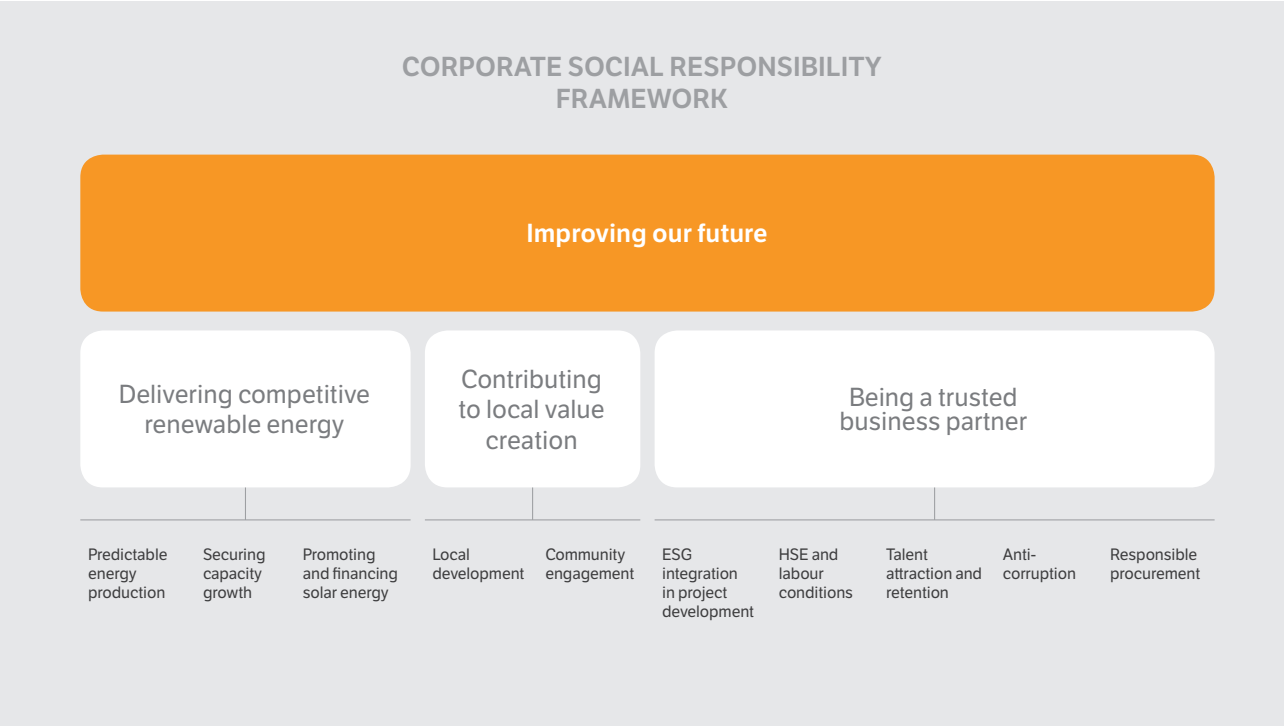 CORPORATE SOCIAL RESPONSIBILITY
FRAMEWORK
Improving our future
Delivering competitive
renewable energy
Contributing
to local value
creation
Being a trusted
business partner
Predictable
energy
production
Securing
capacity
growth
Promoting
and financing
solar energy
Local
development
Community
engagement
ESG
integration
in project
development
HSE and
labour
conditions
Talent
attraction and
retention
Anti-
corruption
Responsible
procurement